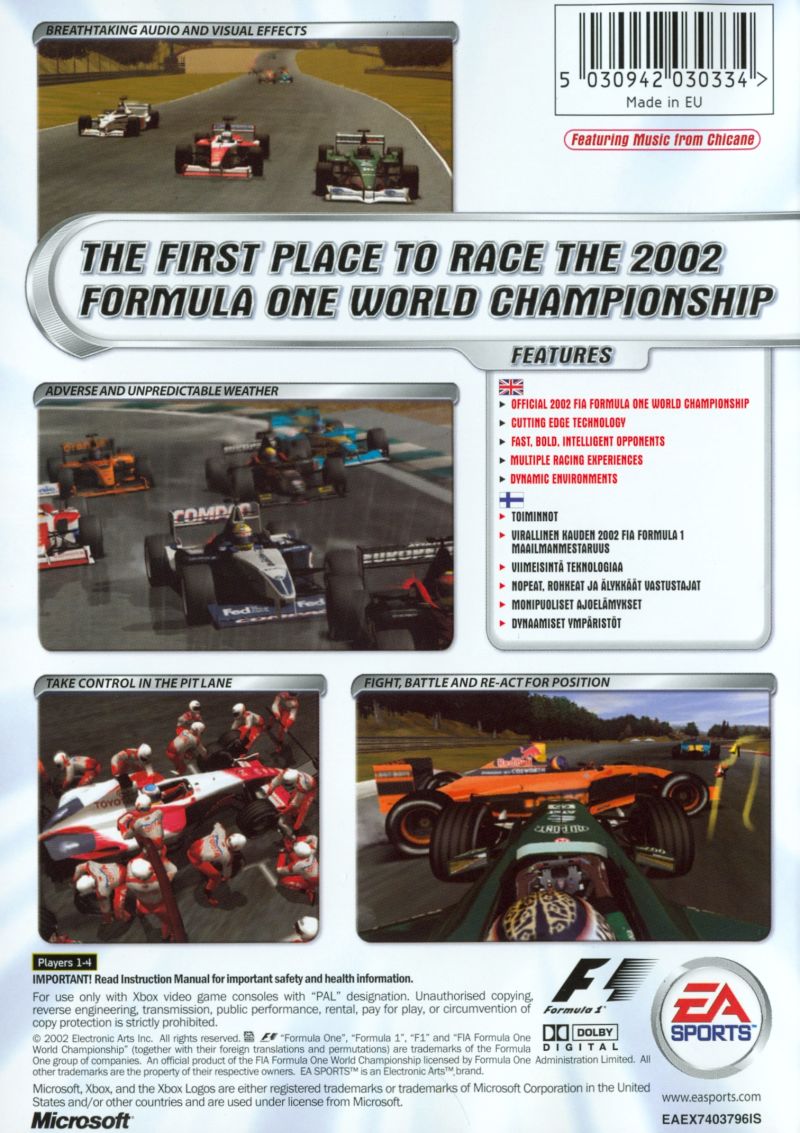 BREATHTAKING AUDIO AND VISUAL EFFECTS
5 030942 030334 >
Made in EU
Featuring Music from Chicane
THE FIRST PLACE TO RACE THE 2002
FORMULA ONE WORLD CHAMPIONSHIP
FEATURES
ADVERSE AND UNPREDICTABLE WEATHER
COMPAQ
FedEx
FedEx
EUROPEAN
OFFICIAL 2002 FIA FORMULA ONE WORLD CHAMPIONSHIP
CUTTING EDGE TECHNOLOGY
FAST, BOLD, INTELLIGENT OPPONENTS
MULTIPLE RACING EXPERIENCES
DYNAMIC ENVIRONMENTS
TOIMINNOT
VIRALLINEN KAUDEN 2002 FIA FORMULA 1
MAAILMANMESTARUUS
VIIMEISINTÄ TEKNOLOGIAA
NOPEAT, ROHKEAT JA ÄLYKKÄÄT VASTUSTAJAT
MONIPUOLISET AJOELÄMYKSET
DYNAAMISET YMPÄRISTÖT
TAKE CONTROL IN THE PIT LANE
FIGHT, BATTLE AND RE-ACT FOR POSITION
Red Bull
COSWORTH
AT&T
Players 1-4
IMPORTANT! Read Instruction Manual for important safety and health information.
For use only with Xbox video game consoles with “PAL” designation. Unauthorised copying,
reverse engineering, transmission, public performance, rental, pay for play, or circumvention of
copy protection is strictly prohibited.
© 2002 Electronic Arts Inc. All rights reserved. F1 “Formula One”, “Formula 1”, “F1” and “FIA Formula One
World Championship” (together with their foreign translations and permutations) are trademarks of the Formula
One group of companies. An official product of the FIA Formula One World Championship licensed by Formula One Administration Limited. All
other trademarks are the property of their respective owners. EA SPORTS™ is an Electronic Arts™ brand.
Microsoft, Xbox, and the Xbox Logos are either registered trademarks or trademarks of Microsoft Corporation in the United
States and/or other countries and are used under license from Microsoft.
Microsoft
F1
Formula 1
DOLBY
DIGITAL
EA
SPORTS
www.easports.com
EAEX7403796IS